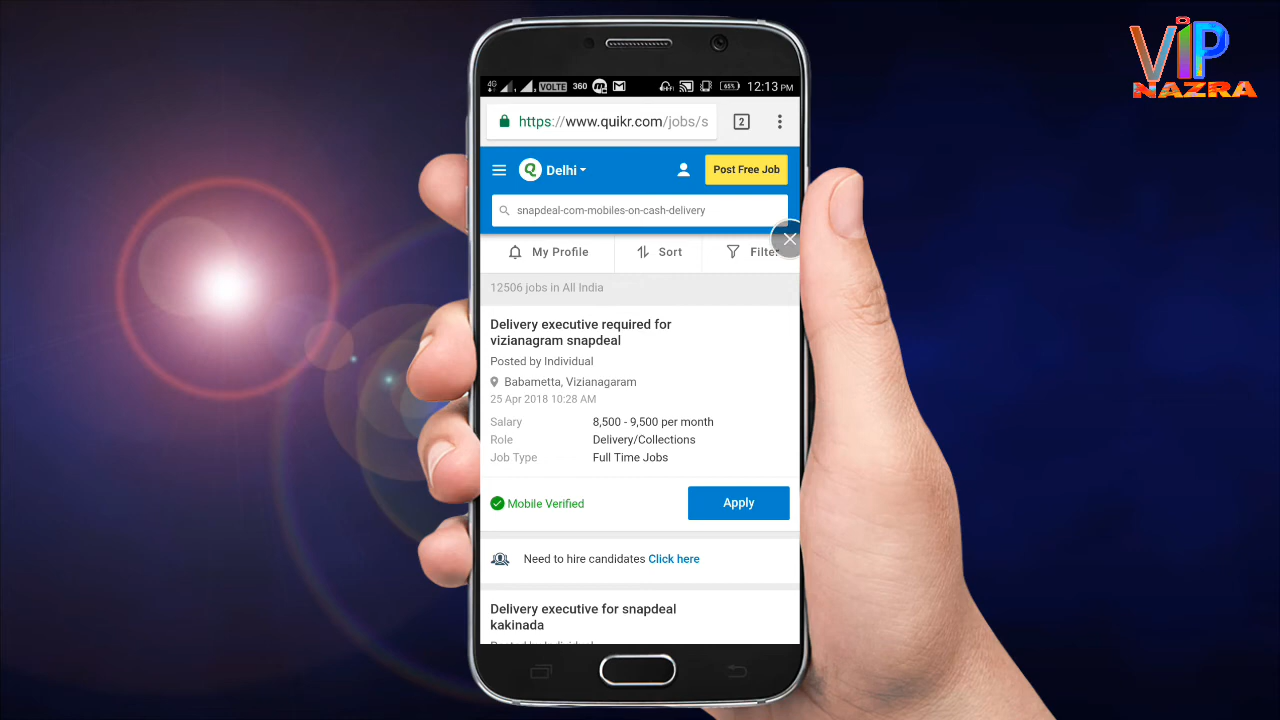 ViP
NAZRA
4G VOLTE 360 65% 12:13 PM
https://www.quikr.com/jobs/s 2
Q Delhi Post Free Job
snapdeal-com-mobiles-on-cash-delivery
My Profile Sort Filter
12506 jobs in All India
Delivery executive required for
vizianagram snapdeal
Posted by Individual
Babametta, Vizianagaram
25 Apr 2018 10:28 AM
Salary 8,500 - 9,500 per month
Role Delivery/Collections
Job Type Full Time Jobs
Mobile Verified Apply
Need to hire candidates Click here
Delivery executive for snapdeal
kakinada